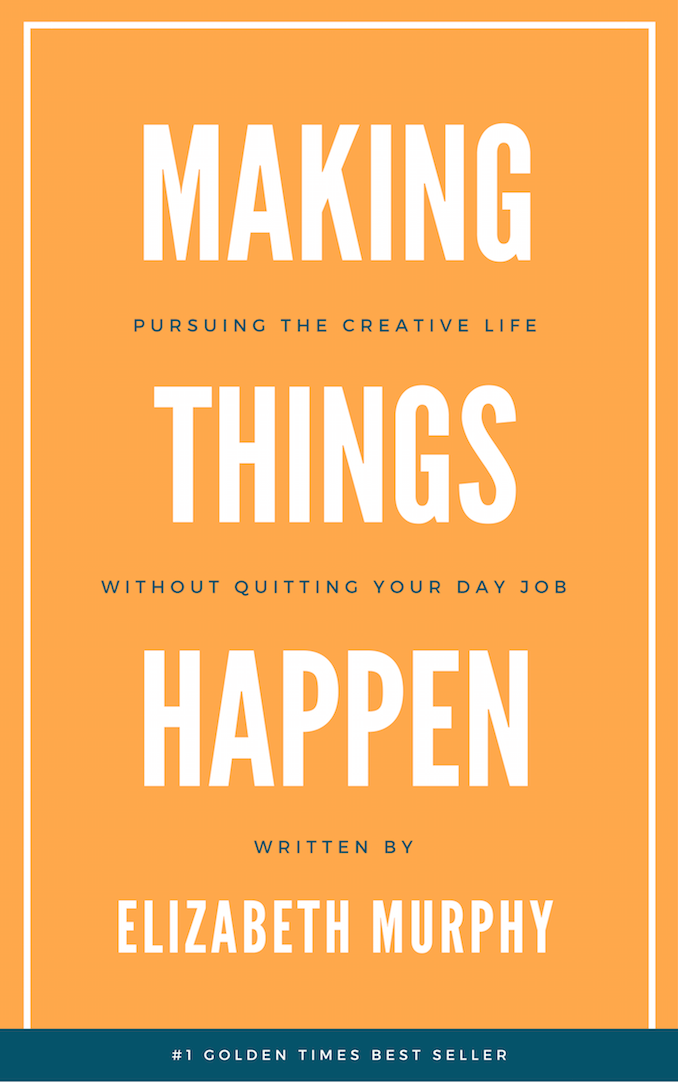 MAKING
PURSUING THE CREATIVE LIFE
THINGS
WITHOUT QUITTING YOUR DAY JOB
HAPPEN
WRITTEN BY
ELIZABETH MURPHY
#1 GOLDEN TIMES BEST SELLER